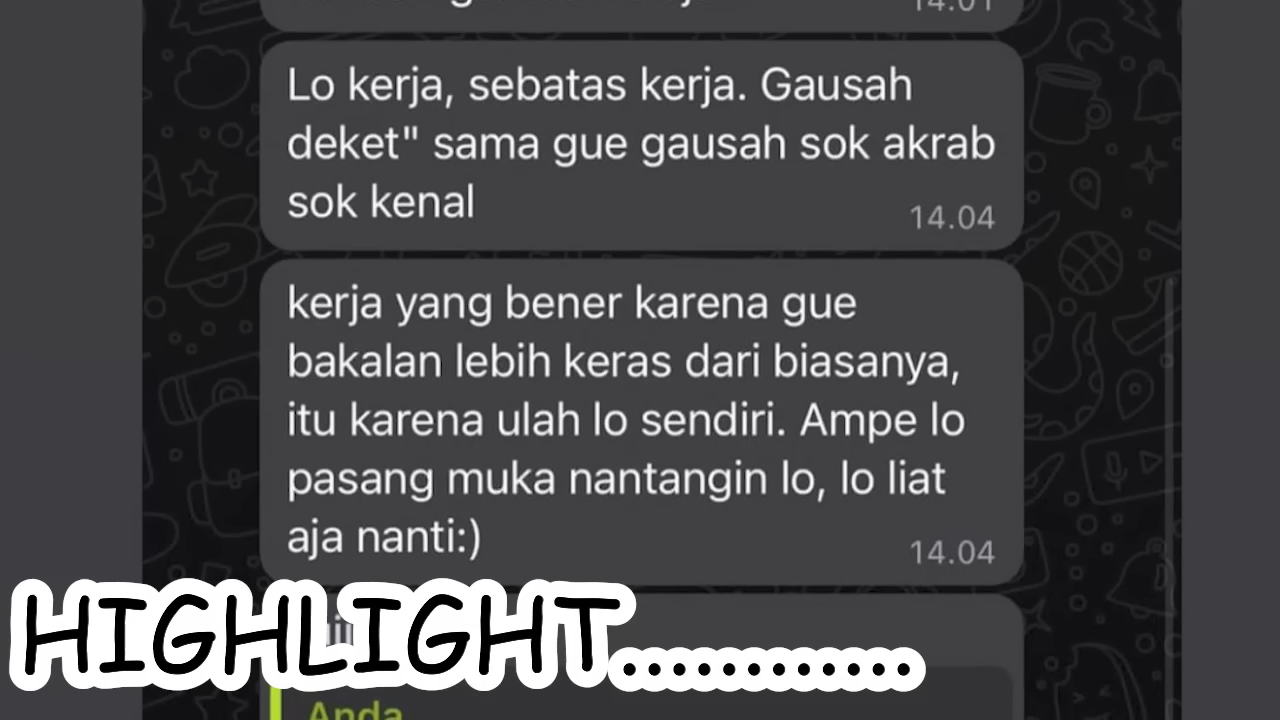 14.01
Lo kerja, sebatas kerja. Gausah
deket" sama gue gausah sok akrab
sok kenal
14.04
kerja yang bener karena gue
bakalan lebih keras dari biasanya,
itu karena ulah lo sendiri. Ampe lo
pasang muka nantangin lo, lo liat
aja nanti:)
14.04
HIGHLIGHT............
Anda